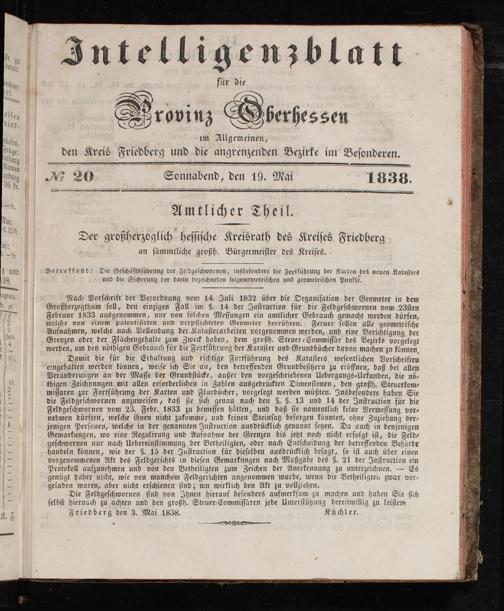 Intelligenzblatt
für die
Provinz Oberhessen
im Allgemeinen,
den Kreis Friedberg und die angrenzenden Bezirke im Besonderen.
№ 20 Sonnabend, den 19. Mai 1838.
Amtlicher Theil.
Der großherzoglich hessische Kreisrath des Kreises Friedberg
an sämmtliche großh. Bürgermeister des Kreises.
Betreffend: Die Geschäftsführung der Feldgeschwornen, insbesondere die Fortführung der Karten des neuen Katasters
und die Sicherung der darin verzeichneten trigonometrischen und geometrischen Punkte.
Nach Vorschrift der Verordnung vom 14. Juli 1832 über die Organisation der Geometer in dem
Großherzogthum soll, den einzigen Fall im §. 14 der Instruction für die Feldgeschwornen vom 23sten
Februar 1833 ausgenommen, nur von solchen Messungen ein amtlicher Gebrauch gemacht werden dürfen,
welche von einem patentisirten und verpflichteten Geometer herrühren. Ferner sollen alle geometrische
Aufnahmen, welche nach Vollendung der Katasterarbeiten vorgenommen werden, und eine Berichtigung der
Grenzen oder der Flächengehalte zum Zweck haben, dem großh. Steuer-Commissär des Bezirks vorgelegt
werden, um den nöthigen Gebrauch für die Fortführung der Kataster und Grundbücher davon machen zu können.
Damit die für die Erhaltung und richtige Fortführung des Katasters wesentlichen Vorschriften
eingehalten werden können, weise ich Sie an, den betreffenden Grundbesitzern zu eröffnen, daß bei allen
Veränderungen an der Masse der Grundstücke, außer den vorgeschriebenen Uebergangs-Urkunden, die nö-
thigen Zeichnungen mit allen erforderlichen in Zahlen ausgedrückten Dimensionen, den großh. Steuerkom-
missären zur Fortführung der Karten und Flurbücher, vorgelegt werden müssen. Insbesondere haben Sie
die Feldgeschwornen anzuweisen, daß sie sich genau nach den §. §. 13 und 14 der Instruction für die
Feldgeschwornen vom 23. Febr. 1833 zu benehmen hätten, und daß sie namentlich keine Vermessung vor-
nehmen dürften, welche ihnen nicht zukomme, und keinen Steinsatz besorgen könnten, ohne Zuziehung der-
jenigen Personen, welche in der genannten Instruction ausdrücklich genannt seyen. Da auch in denjenigen
Gemarkungen, wo eine Regulirung und Aufnahme der Grenzen bis jetzt noch nicht erfolgt ist, die Feld-
geschwornen nur nach Uebereinstimmung der Betheiligten, oder nach Entscheidung der betreffenden Behörde
handeln können, wie der §. 15 der Instruction für dieselben ausdrücklich besagt, so ist auch über einen
vorgenommenen Akt des Feldgerichts in diesen Gemarkungen nach Maßgabe des §. 21 der Instruction ein
Protokoll aufzunehmen und von den Betheiligten zum Zeichen der Anerkennung zu unterzeichnen. — Es
genügt daher nicht, wie von manchem Feldgerichten angenommen wurde, wenn die Betheiligten zwar vor-
geladen waren, aber nicht erschienen sind; um wirklich den Akt zu vollziehen.
Die Feldgeschwornen sind von Ihnen hierauf besonders aufmerksam zu machen und haben Sie sich
selbst hiernach zu achten und den großh. Steuer-Commissären jede Unterstützung bereitwillig zu leisten.
Friedberg den 3. Mai 1838. Küchler.